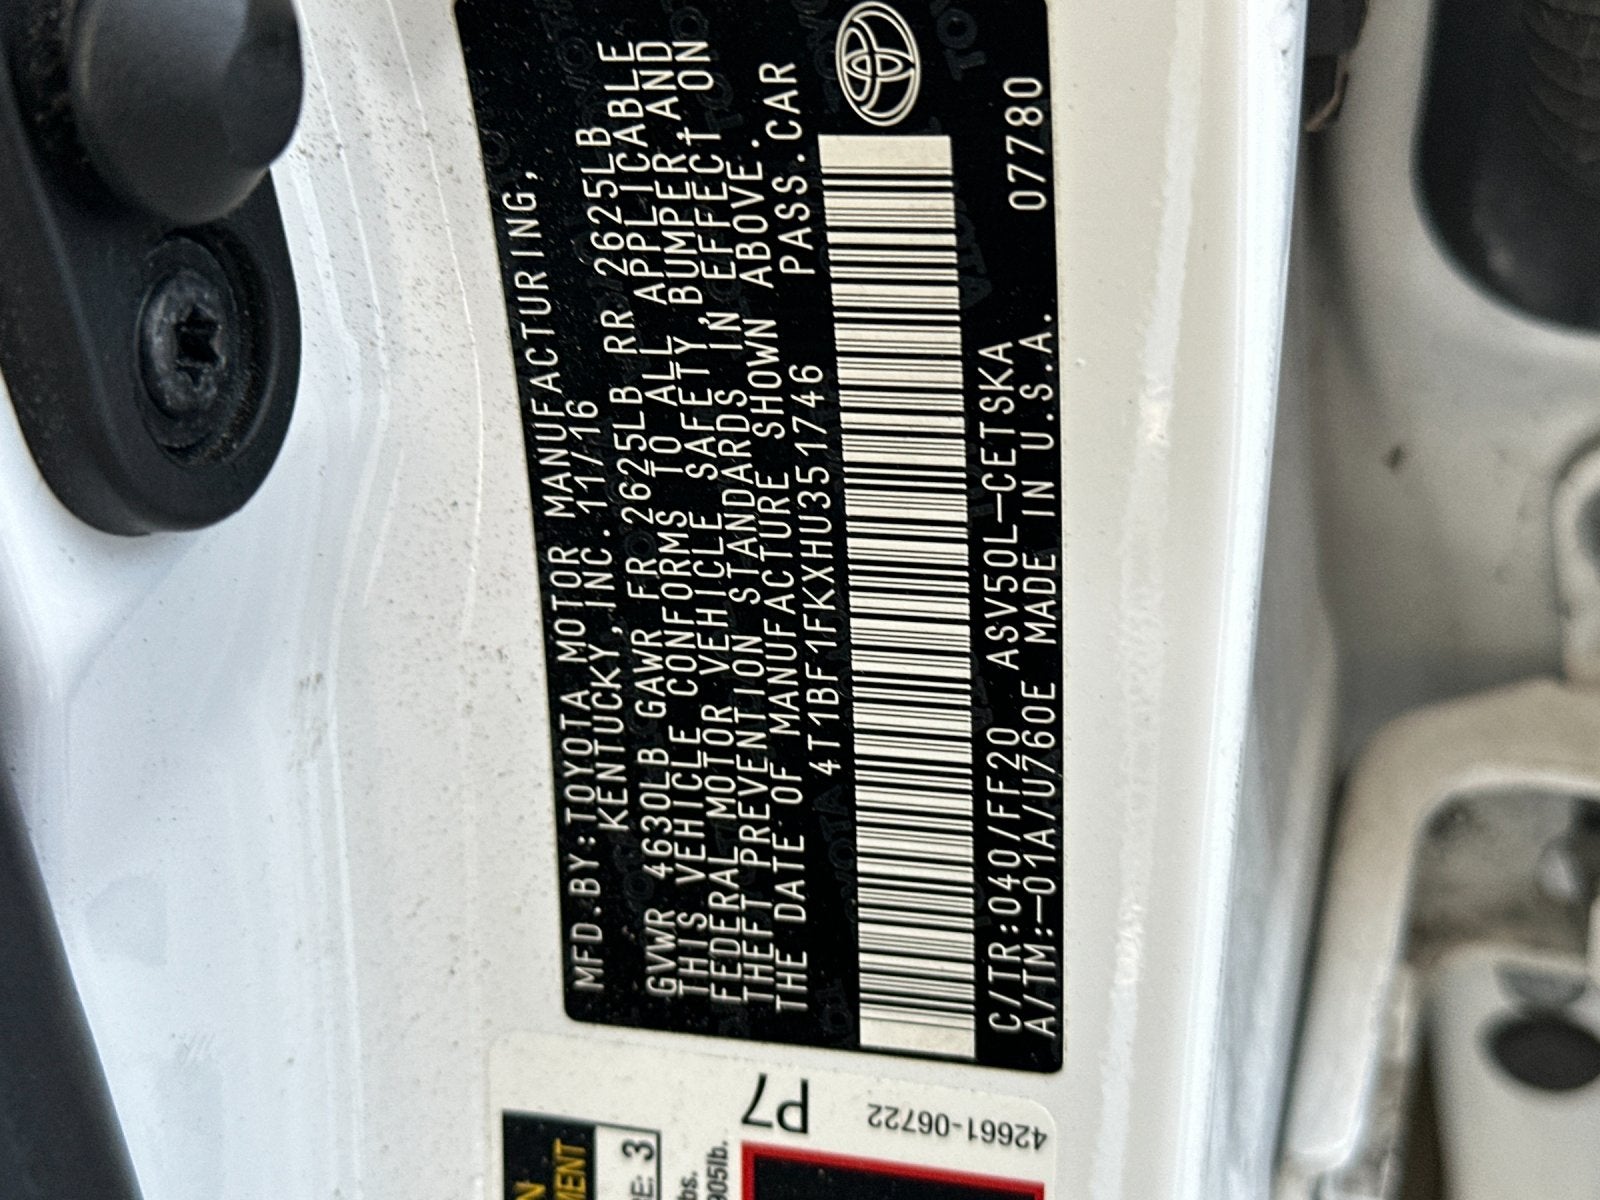 MFD.BY:TOYOTA MOTOR MANUFACTURING,
KENTUCKY,INC. 11/16
GVWR 4630LB GAWR FR 2625LB RR 2625LB
THIS VEHICLE CONFORMS TO ALL APPLICABLE
FEDERAL MOTOR VEHICLE SAFETY, BUMPER, AND
THEFT PREVENTION STANDARDS IN EFFECT ON
THE DATE OF MANUFACTURE SHOWN ABOVE.
4T1BF1FKXHU351746 PASS.CAR
C/TR:040/FF20 ASV50L-CETSKA 07780
A/TM:-01A/U760E MADE IN U.S.A.
P7
42661-06722
3